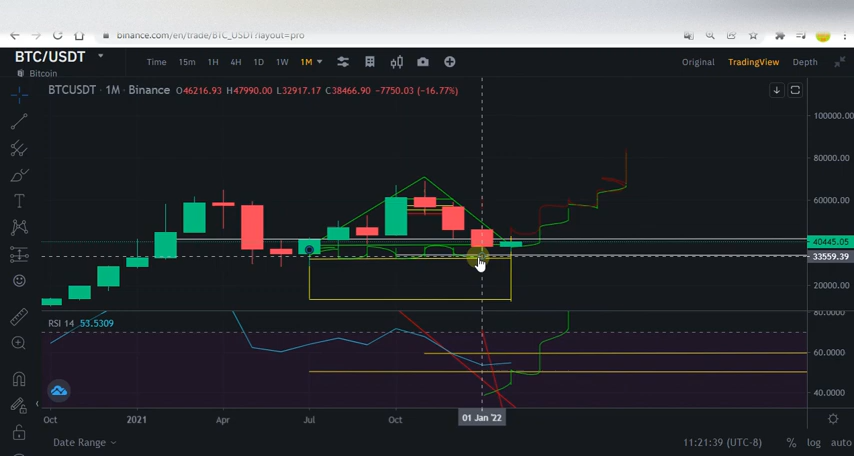 binance.com/en/trade/BTC_USDT?layout=pro
BTC/USDT
Bitcoin
Time 15m 1H 4H 1D 1W 1M Original TradingView Depth
BTCUSDT · 1M · Binance O46216.93 H47990.00 L32917.17 C38466.90 -7750.03 (-16.77%)
100000.00
80000.00
60000.00
40445.05
33559.39
20000.00
RSI 14 53.5309
80.0000
60.0000
40.0000
Oct 2021 Apr Jul Oct 01 Jan '22
Date Range 11:21:39 (UTC-8) % log auto